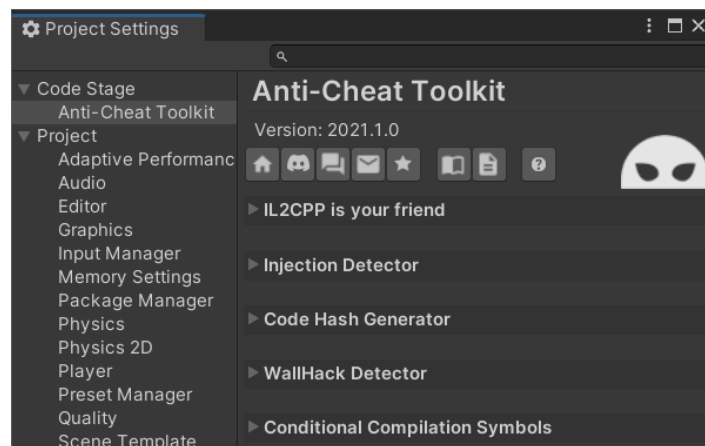 Project Settings
Code Stage
Anti-Cheat Toolkit
Project
Adaptive Performanc
Audio
Editor
Graphics
Input Manager
Memory Settings
Package Manager
Physics
Physics 2D
Player
Preset Manager
Quality
Scene Template
Anti-Cheat Toolkit
Version: 2021.1.0
IL2CPP is your friend
Injection Detector
Code Hash Generator
WallHack Detector
Conditional Compilation Symbols